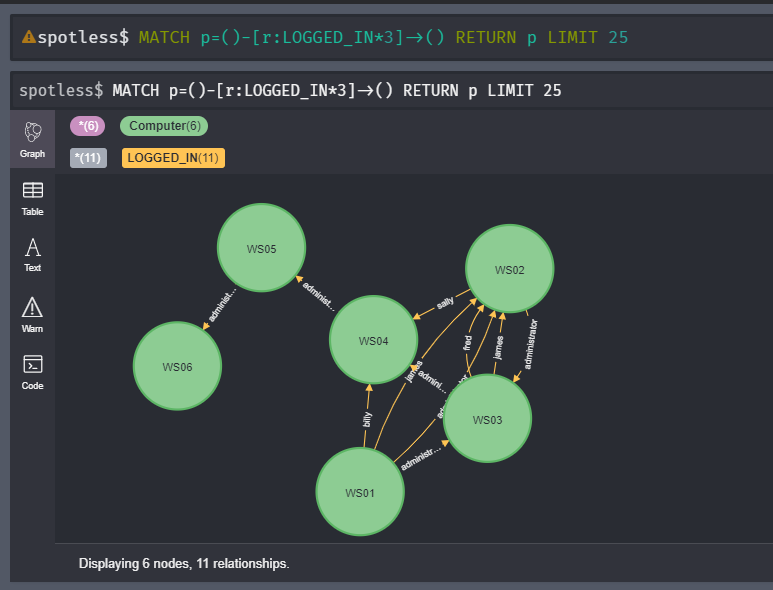 spotless$ MATCH p=()-[r:LOGGED_IN*3]->() RETURN p LIMIT 25
spotless$ MATCH p=()-[r:LOGGED_IN*3]->() RETURN p LIMIT 25
*(6) Computer(6)
*(11) LOGGED_IN(11)
Graph
Table
Text
Warn
Code
WS05
WS02
administ...
sally
administ...
WS04
fred
james
administrator
WS06
james
admini...
billy
WS03
administr...
WS01
Displaying 6 nodes, 11 relationships.